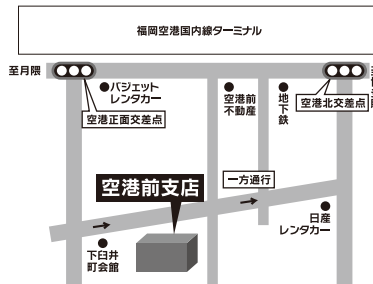 福岡空港国内線ターミナル
至月隈
バジェット
レンタカー
空港前
不動産
地下鉄
空港正面交差点
空港北交差点
空港前支店
一方通行
下臼井
町会館
日産
レンタカー